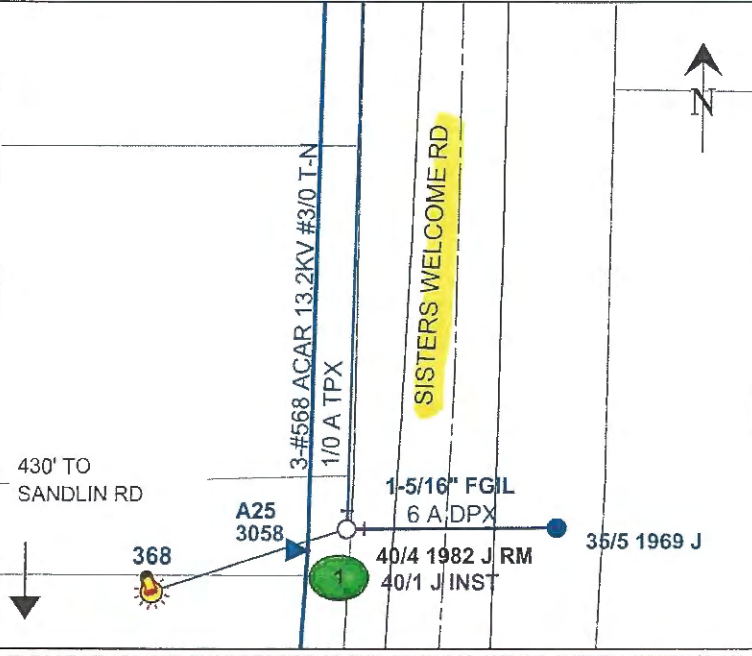 N
SISTERS WELCOME RD
3-#568 ACAR 13.2KV #3/0 T-N
1/0 A TPX
430' TO
SANDLIN RD
1-5/16" FGIL
6 A DPX
A25
3058
35/5 1969 J
368
40/4 1982 J RM
40/1 J INST
1